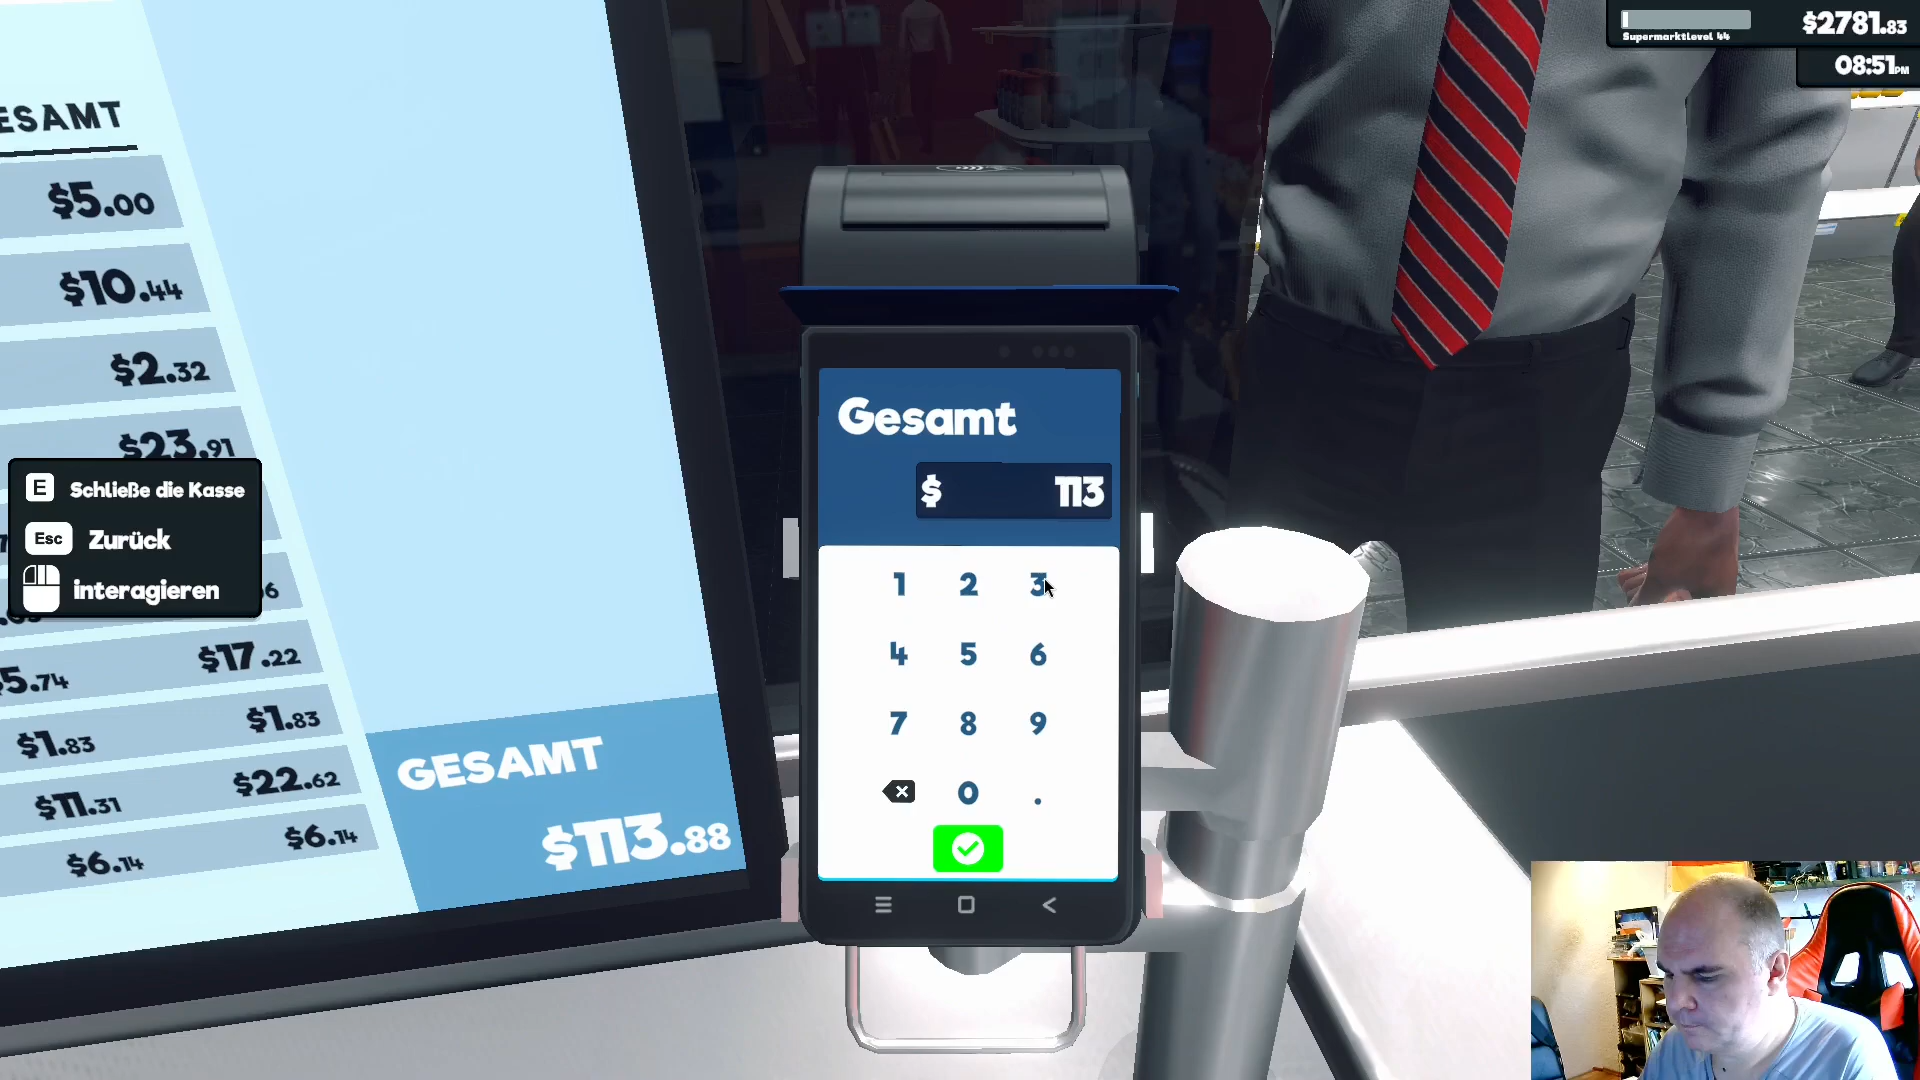 $2781.83
Supermarktlevel 44
08:51PM
ESAMT
$5.00
$10.44
$2.32
$23.91
E Schließe die Kasse
Esc Zurück
interagieren
6
$5.74 $17.22
$1.83 $1.83
$11.31 $22.62
$6.14 $6.14
GESAMT
$113.88
Gesamt
$ 113
1 2 3
4 5 6
7 8 9
0 .